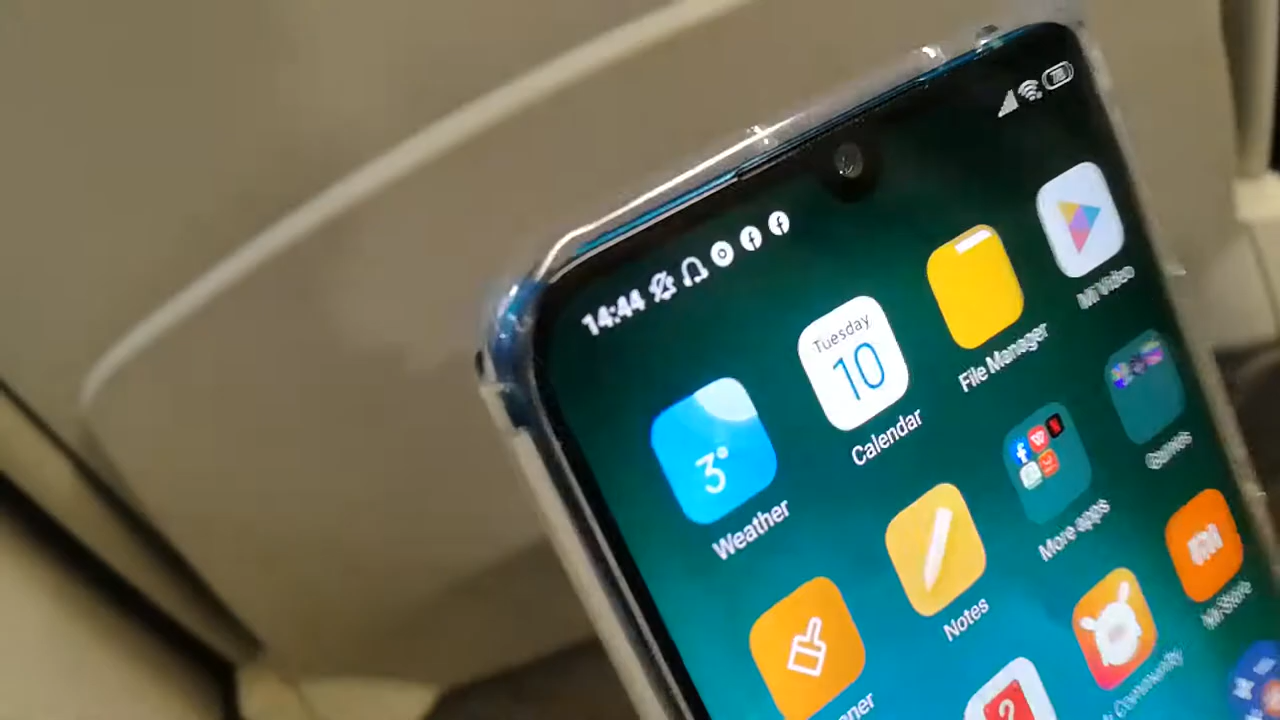 14:44
Tuesday
10
Calendar
File Manager
Mi Video
3°
Weather
Notes
More apps
Games
Mi Store